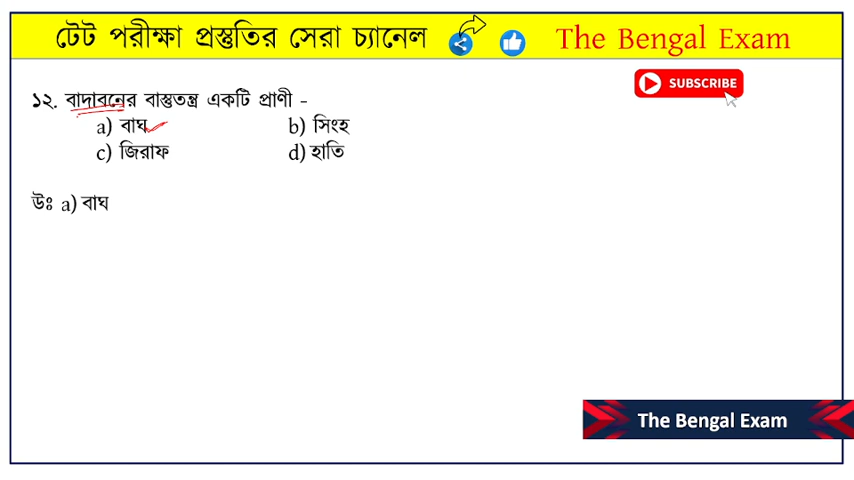 টেট পরীক্ষা প্রস্তুতির সেরা চ্যানেল The Bengal Exam
SUBSCRIBE
১২. বাদাবনের বাস্তুতন্ত্র একটি প্রাণী -
a) বাঘ b) সিংহ
c) জিরাফ d) হাতি
উঃ a) বাঘ
The Bengal Exam